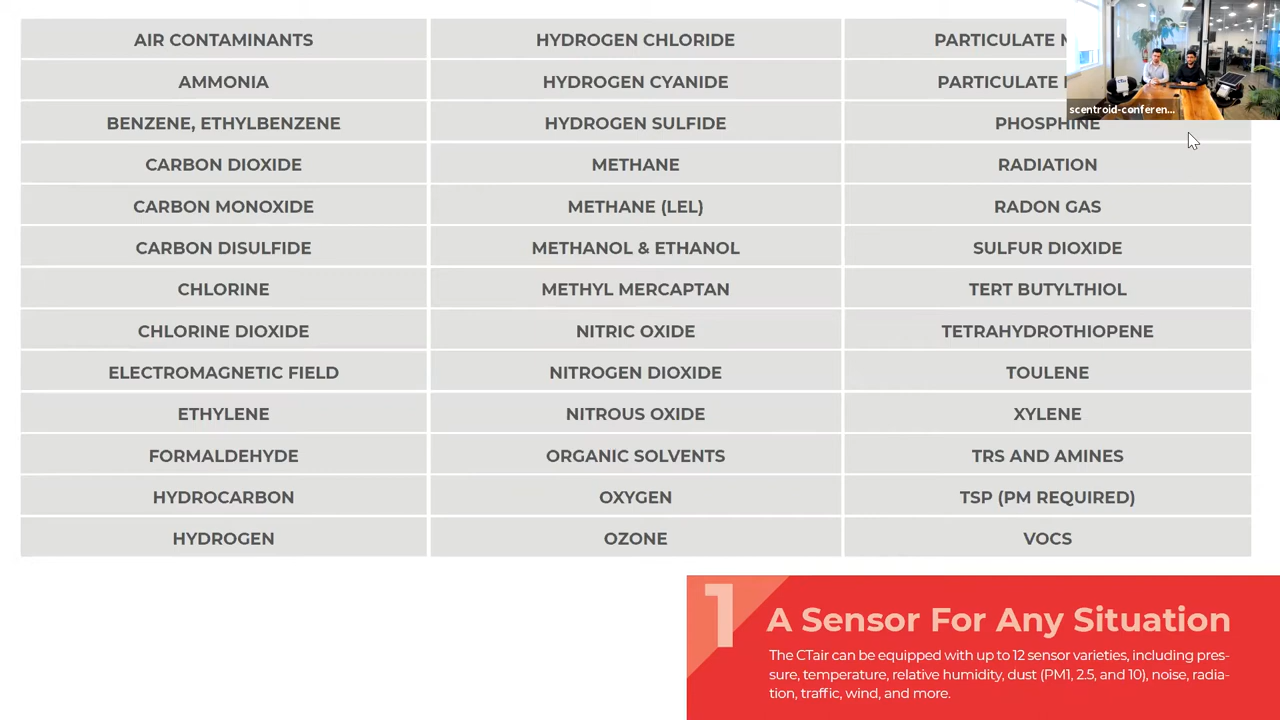 AIR CONTAMINANTS HYDROGEN CHLORIDE PARTICULATE
AMMONIA HYDROGEN CYANIDE PARTICULATE
BENZENE, ETHYLBENZENE HYDROGEN SULFIDE PHOSPHINE
CARBON DIOXIDE METHANE RADIATION
CARBON MONOXIDE METHANE (LEL) RADON GAS
CARBON DISULFIDE METHANOL & ETHANOL SULFUR DIOXIDE
CHLORINE METHYL MERCAPTAN TERT BUTYLTHIOL
CHLORINE DIOXIDE NITRIC OXIDE TETRAHYDROTHIOPENE
ELECTROMAGNETIC FIELD NITROGEN DIOXIDE TOULENE
ETHYLENE NITROUS OXIDE XYLENE
FORMALDEHYDE ORGANIC SOLVENTS TRS AND AMINES
HYDROCARBON OXYGEN TSP (PM REQUIRED)
HYDROGEN OZONE VOCS
scentroid-conferen...
1 A Sensor For Any Situation
The CTair can be equipped with up to 12 sensor varieties, including pres-
sure, temperature, relative humidity, dust (PM1, 2.5, and 10), noise, radia-
tion, traffic, wind, and more.